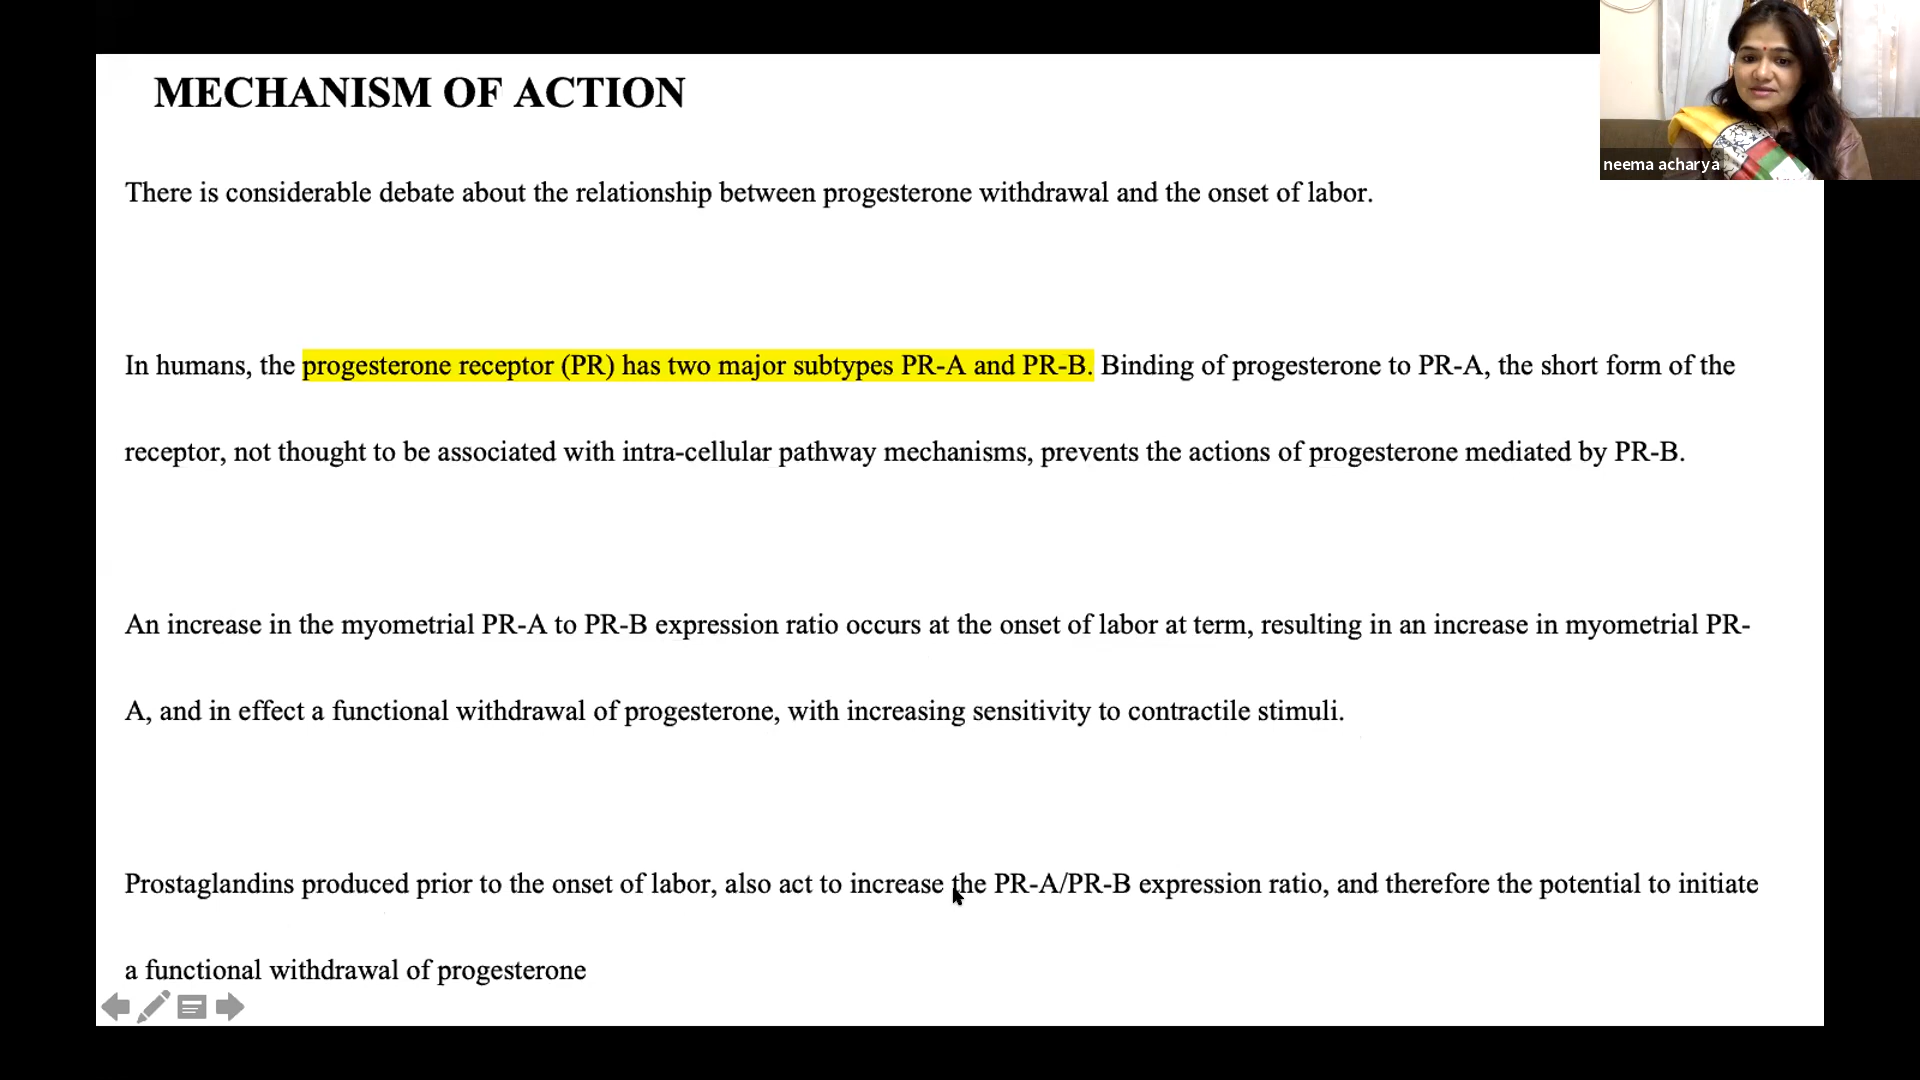 MECHANISM OF ACTION
neema acharya
There is considerable debate about the relationship between progesterone withdrawal and the onset of labor.
In humans, the progesterone receptor (PR) has two major subtypes PR-A and PR-B. Binding of progesterone to PR-A, the short form of the
receptor, not thought to be associated with intra-cellular pathway mechanisms, prevents the actions of progesterone mediated by PR-B.
An increase in the myometrial PR-A to PR-B expression ratio occurs at the onset of labor at term, resulting in an increase in myometrial PR-
A, and in effect a functional withdrawal of progesterone, with increasing sensitivity to contractile stimuli.
Prostaglandins produced prior to the onset of labor, also act to increase the PR-A/PR-B expression ratio, and therefore the potential to initiate
a functional withdrawal of progesterone